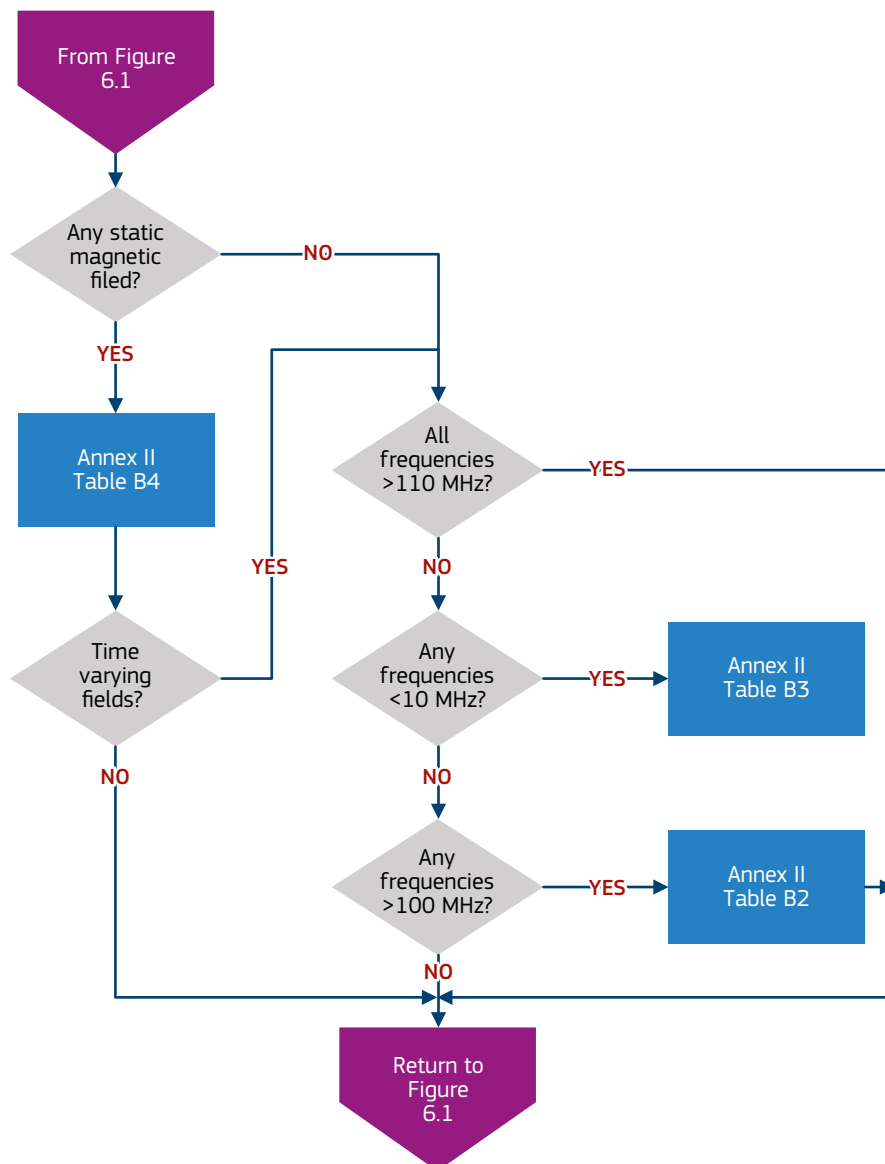 From Figure
6.1
Any static
magnetic
filed?
NO
YES
Annex II
Table B4
All
frequencies
>110 MHz?
YES
YES
NO
Time
varying
fields?
Any
frequencies
<10 MHz?
YES
Annex II
Table B3
NO
NO
Any
frequencies
>100 MHz?
YES
Annex II
Table B2
NO
Return to
Figure
6.1